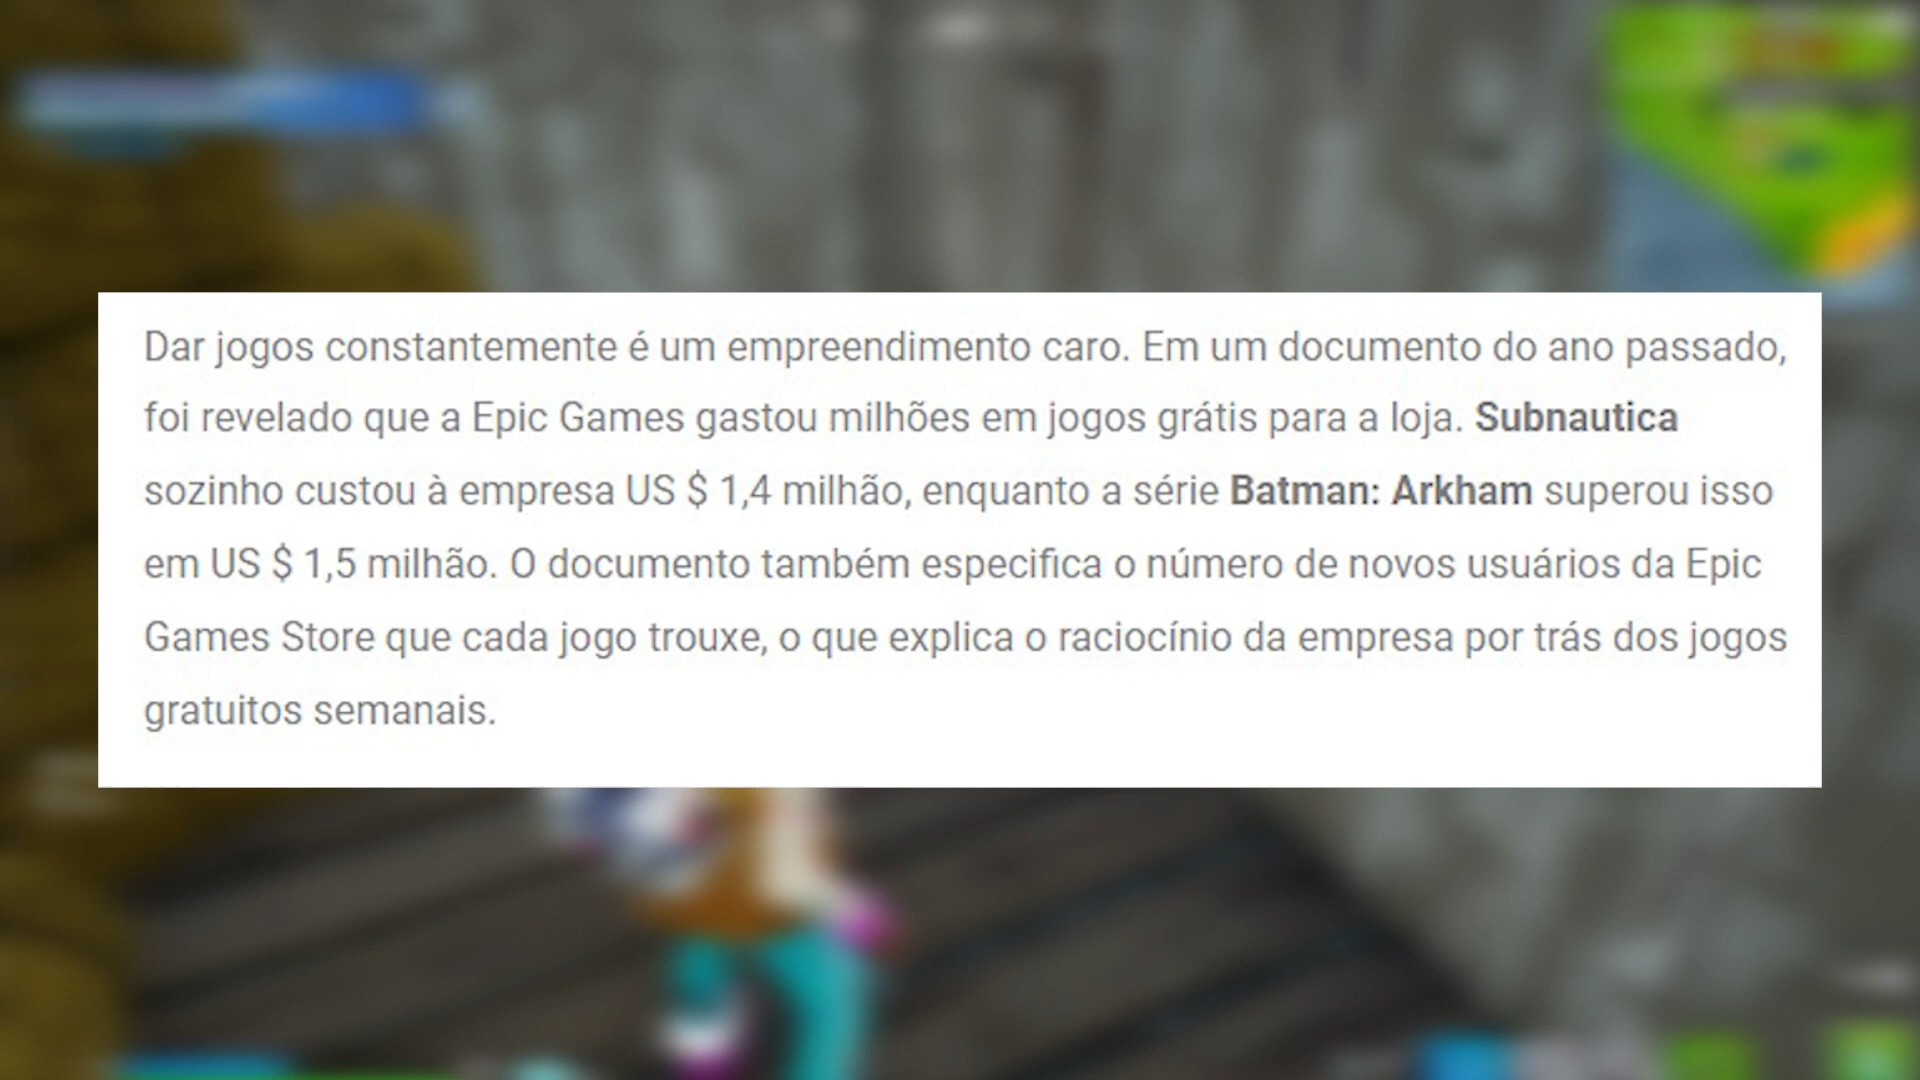 Dar jogos constantemente é um empreendimento caro. Em um documento do ano passado,
foi revelado que a Epic Games gastou milhões em jogos grátis para a loja. Subnautica
sozinho custou à empresa US $ 1,4 milhão, enquanto a série Batman: Arkham superou isso
em US $ 1,5 milhão. O documento também especifica o número de novos usuários da Epic
Games Store que cada jogo trouxe, o que explica o raciocínio da empresa por trás dos jogos
gratuitos semanais.